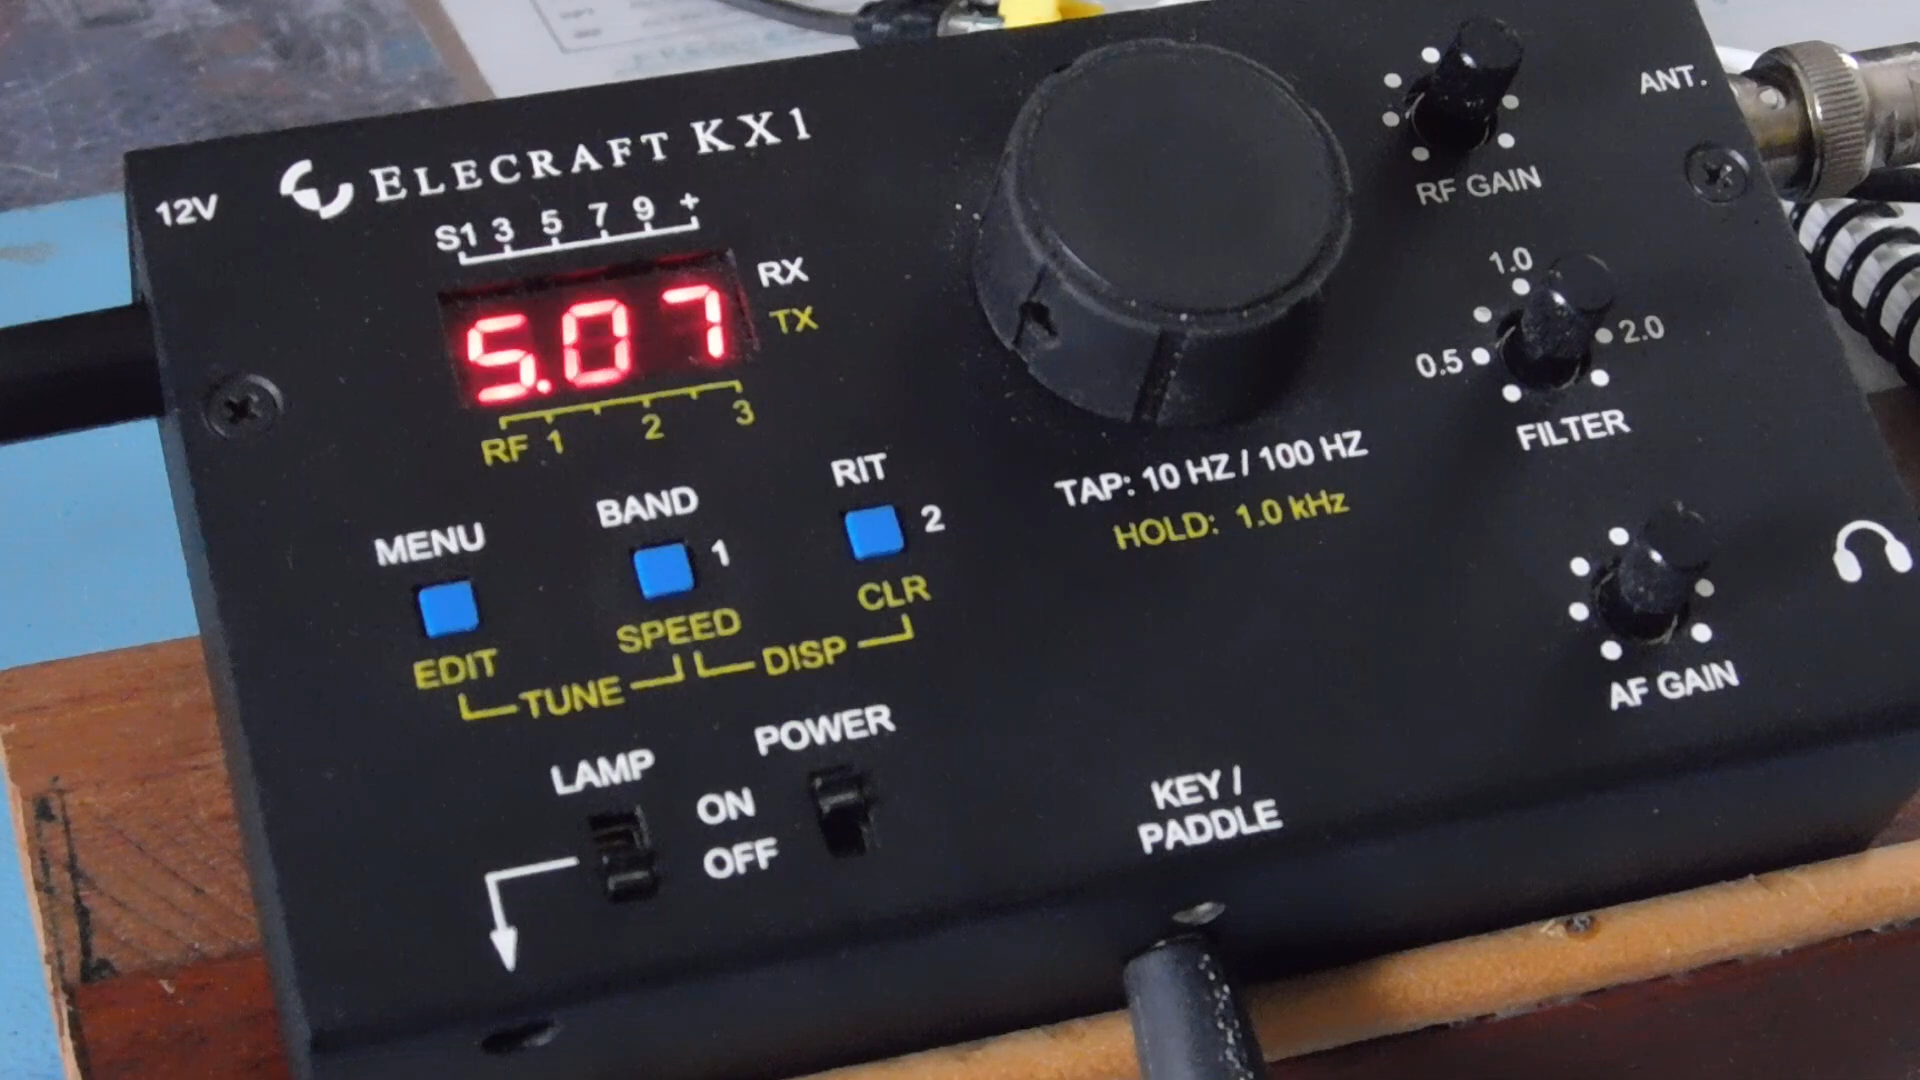 ELECRAFT KX1
12V
S1 3 5 7 9 +
RX
TX
5.07
RF 1 2 3
MENU
BAND
RIT
1
2
EDIT
SPEED
CLR
TUNE
DISP
LAMP
POWER
ON
OFF
TAP: 10 HZ / 100 HZ
HOLD: 1.0 kHz
KEY /
PADDLE
ANT.
RF GAIN
1.0
0.5
2.0
FILTER
AF GAIN